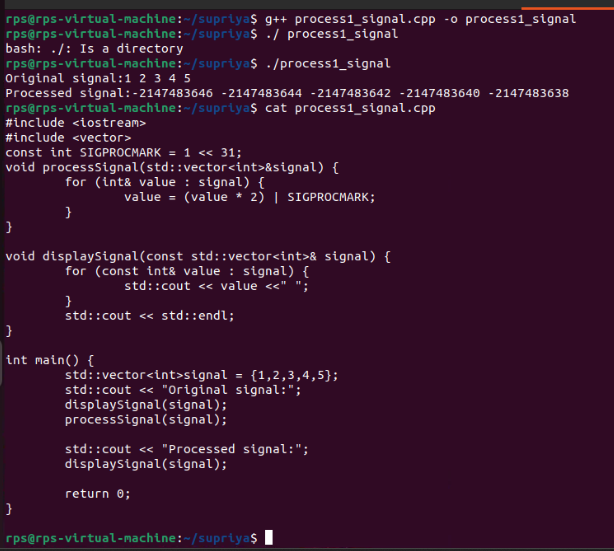 rps@rps-virtual-machine:~/supriya$ g++ process1_signal.cpp -o process1_signal
rps@rps-virtual-machine:~/supriya$ ./ process1_signal
bash: ./: Is a directory
rps@rps-virtual-machine:~/supriya$ ./process1_signal
Original signal:1 2 3 4 5
Processed signal:-2147483646 -2147483644 -2147483642 -2147483640 -2147483638
rps@rps-virtual-machine:~/supriya$ cat process1_signal.cpp
#include <iostream>
#include <vector>
const int SIGPROCMARK = 1 << 31;
void processSignal(std::vector<int>&signal) {
        for (int& value : signal) {
                value = (value * 2) | SIGPROCMARK;
        }
}

void displaySignal(const std::vector<int>& signal) {
        for (const int& value : signal) {
                std::cout << value <<" ";
        }
        std::cout << std::endl;
}

int main() {
        std::vector<int>signal = {1,2,3,4,5};
        std::cout << "Original signal:";
        displaySignal(signal);
        processSignal(signal);

        std::cout << "Processed signal:";
        displaySignal(signal);

        return 0;
}

rps@rps-virtual-machine:~/supriya$